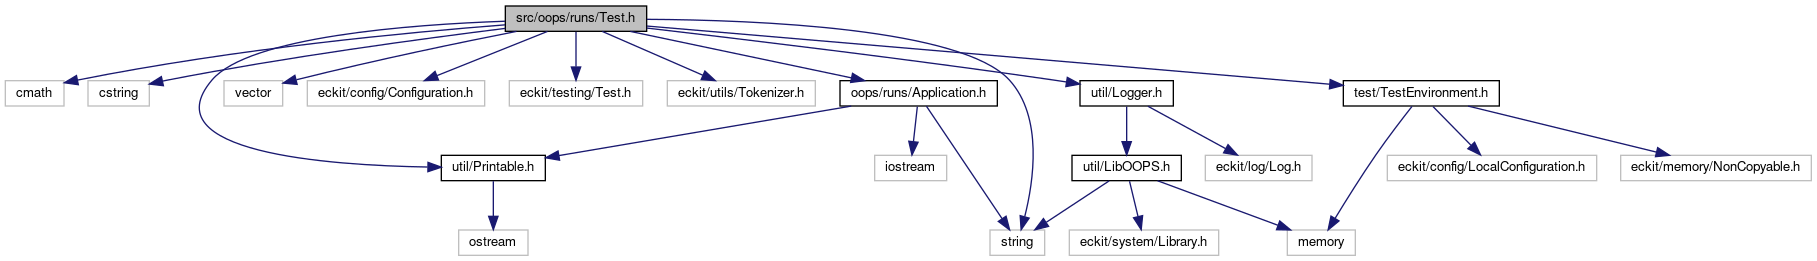 src/oops/runs/Test.h
cmath
cstring
vector
eckit/config/Configuration.h
eckit/testing/Test.h
eckit/utils/Tokenizer.h
oops/runs/Application.h
util/Logger.h
test/TestEnvironment.h
util/Printable.h
iostream
util/LibOOPS.h
eckit/log/Log.h
eckit/config/LocalConfiguration.h
eckit/memory/NonCopyable.h
ostream
string
eckit/system/Library.h
memory